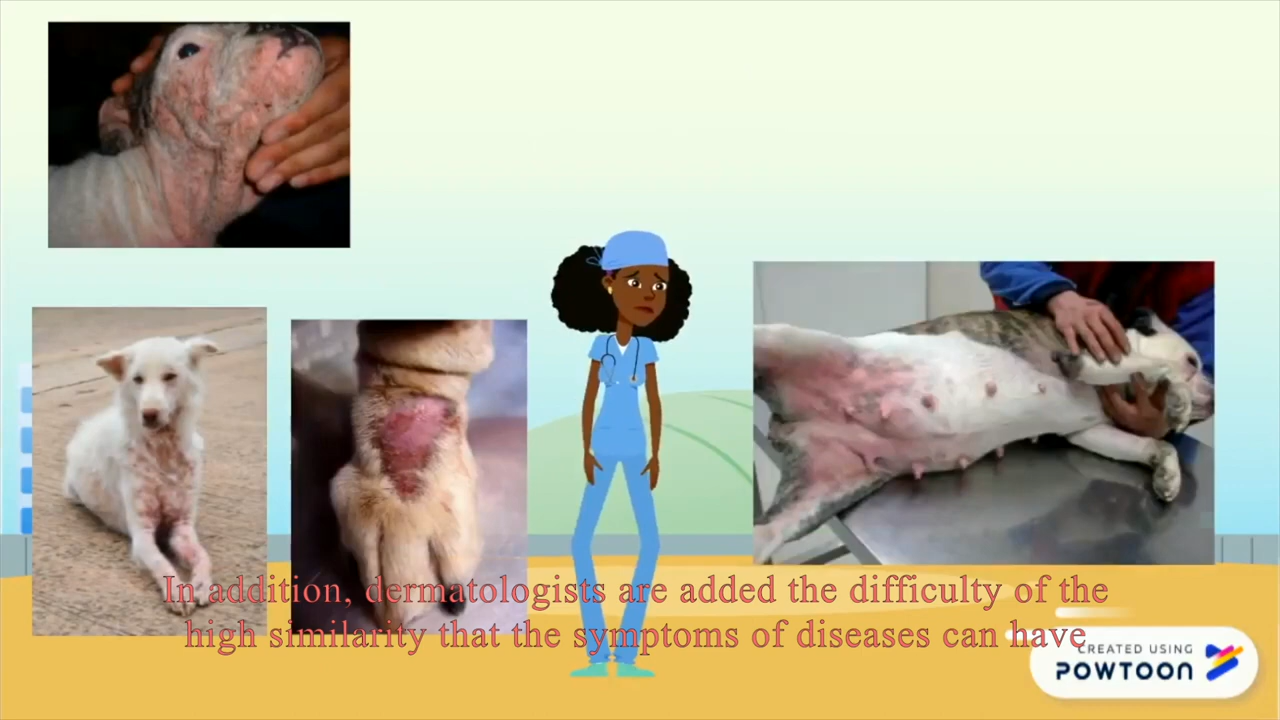 In addition, dermatologists are added the difficulty of the
high similarity that the symptoms of diseases can have
CREATED USING
POWTOON